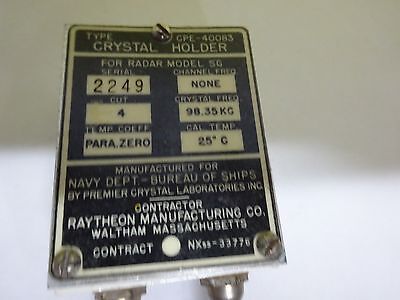 TYPE CPE-40083
CRYSTAL HOLDER
FOR RADAR MODEL SG
SERIAL CHANNEL FREQ.
2249 NONE
CUT CRYSTAL FREQ.
4 98.35KC
TEMP. COEFF. CAL. TEMP.
PARA. ZERO 25° C
MANUFACTURED FOR
NAVY DEPT.-BUREAU OF SHIPS
BY PREMIER CRYSTAL LABORATORIES INC.
CONTRACTOR
RAYTHEON MANUFACTURING CO.
WALTHAM MASSACHUSETTS
CONTRACT NXss-33776